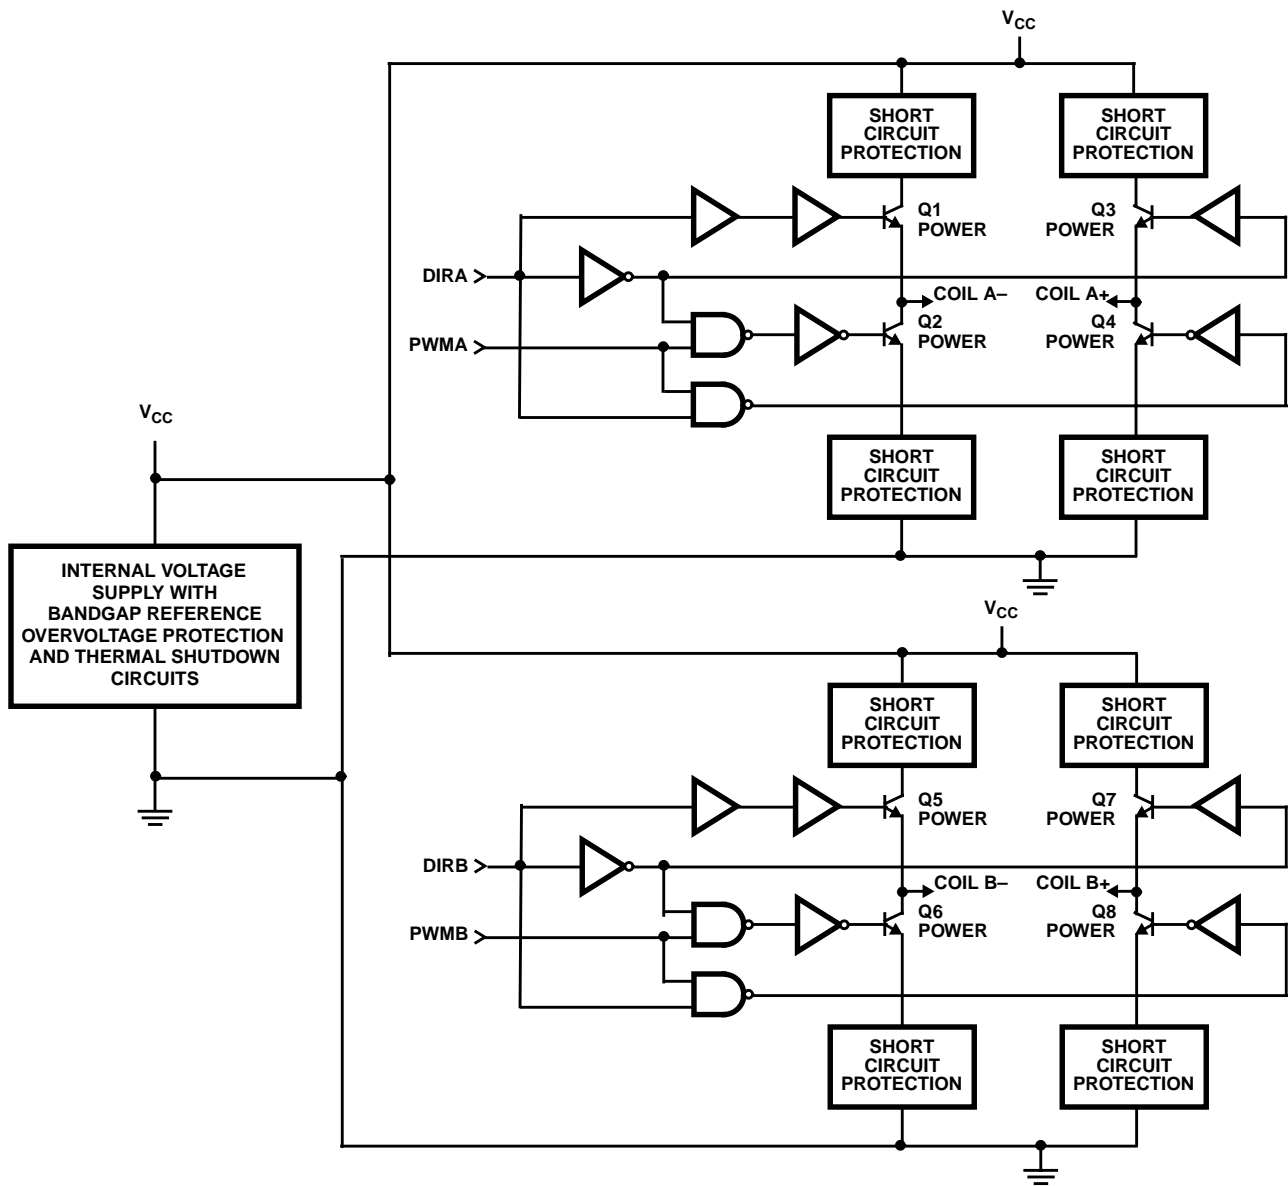 VCC
SHORT
CIRCUIT
PROTECTION
SHORT
CIRCUIT
PROTECTION
Q1
POWER
Q3
POWER
DIRA
COIL A–
COIL A+
Q2
POWER
Q4
POWER
PWMA
VCC
SHORT
CIRCUIT
PROTECTION
SHORT
CIRCUIT
PROTECTION
INTERNAL VOLTAGE
SUPPLY WITH
BANDGAP REFERENCE
OVERVOLTAGE PROTECTION
AND THERMAL SHUTDOWN
CIRCUITS
VCC
SHORT
CIRCUIT
PROTECTION
SHORT
CIRCUIT
PROTECTION
Q5
POWER
Q7
POWER
DIRB
COIL B–
COIL B+
Q6
POWER
Q8
POWER
PWMB
SHORT
CIRCUIT
PROTECTION
SHORT
CIRCUIT
PROTECTION